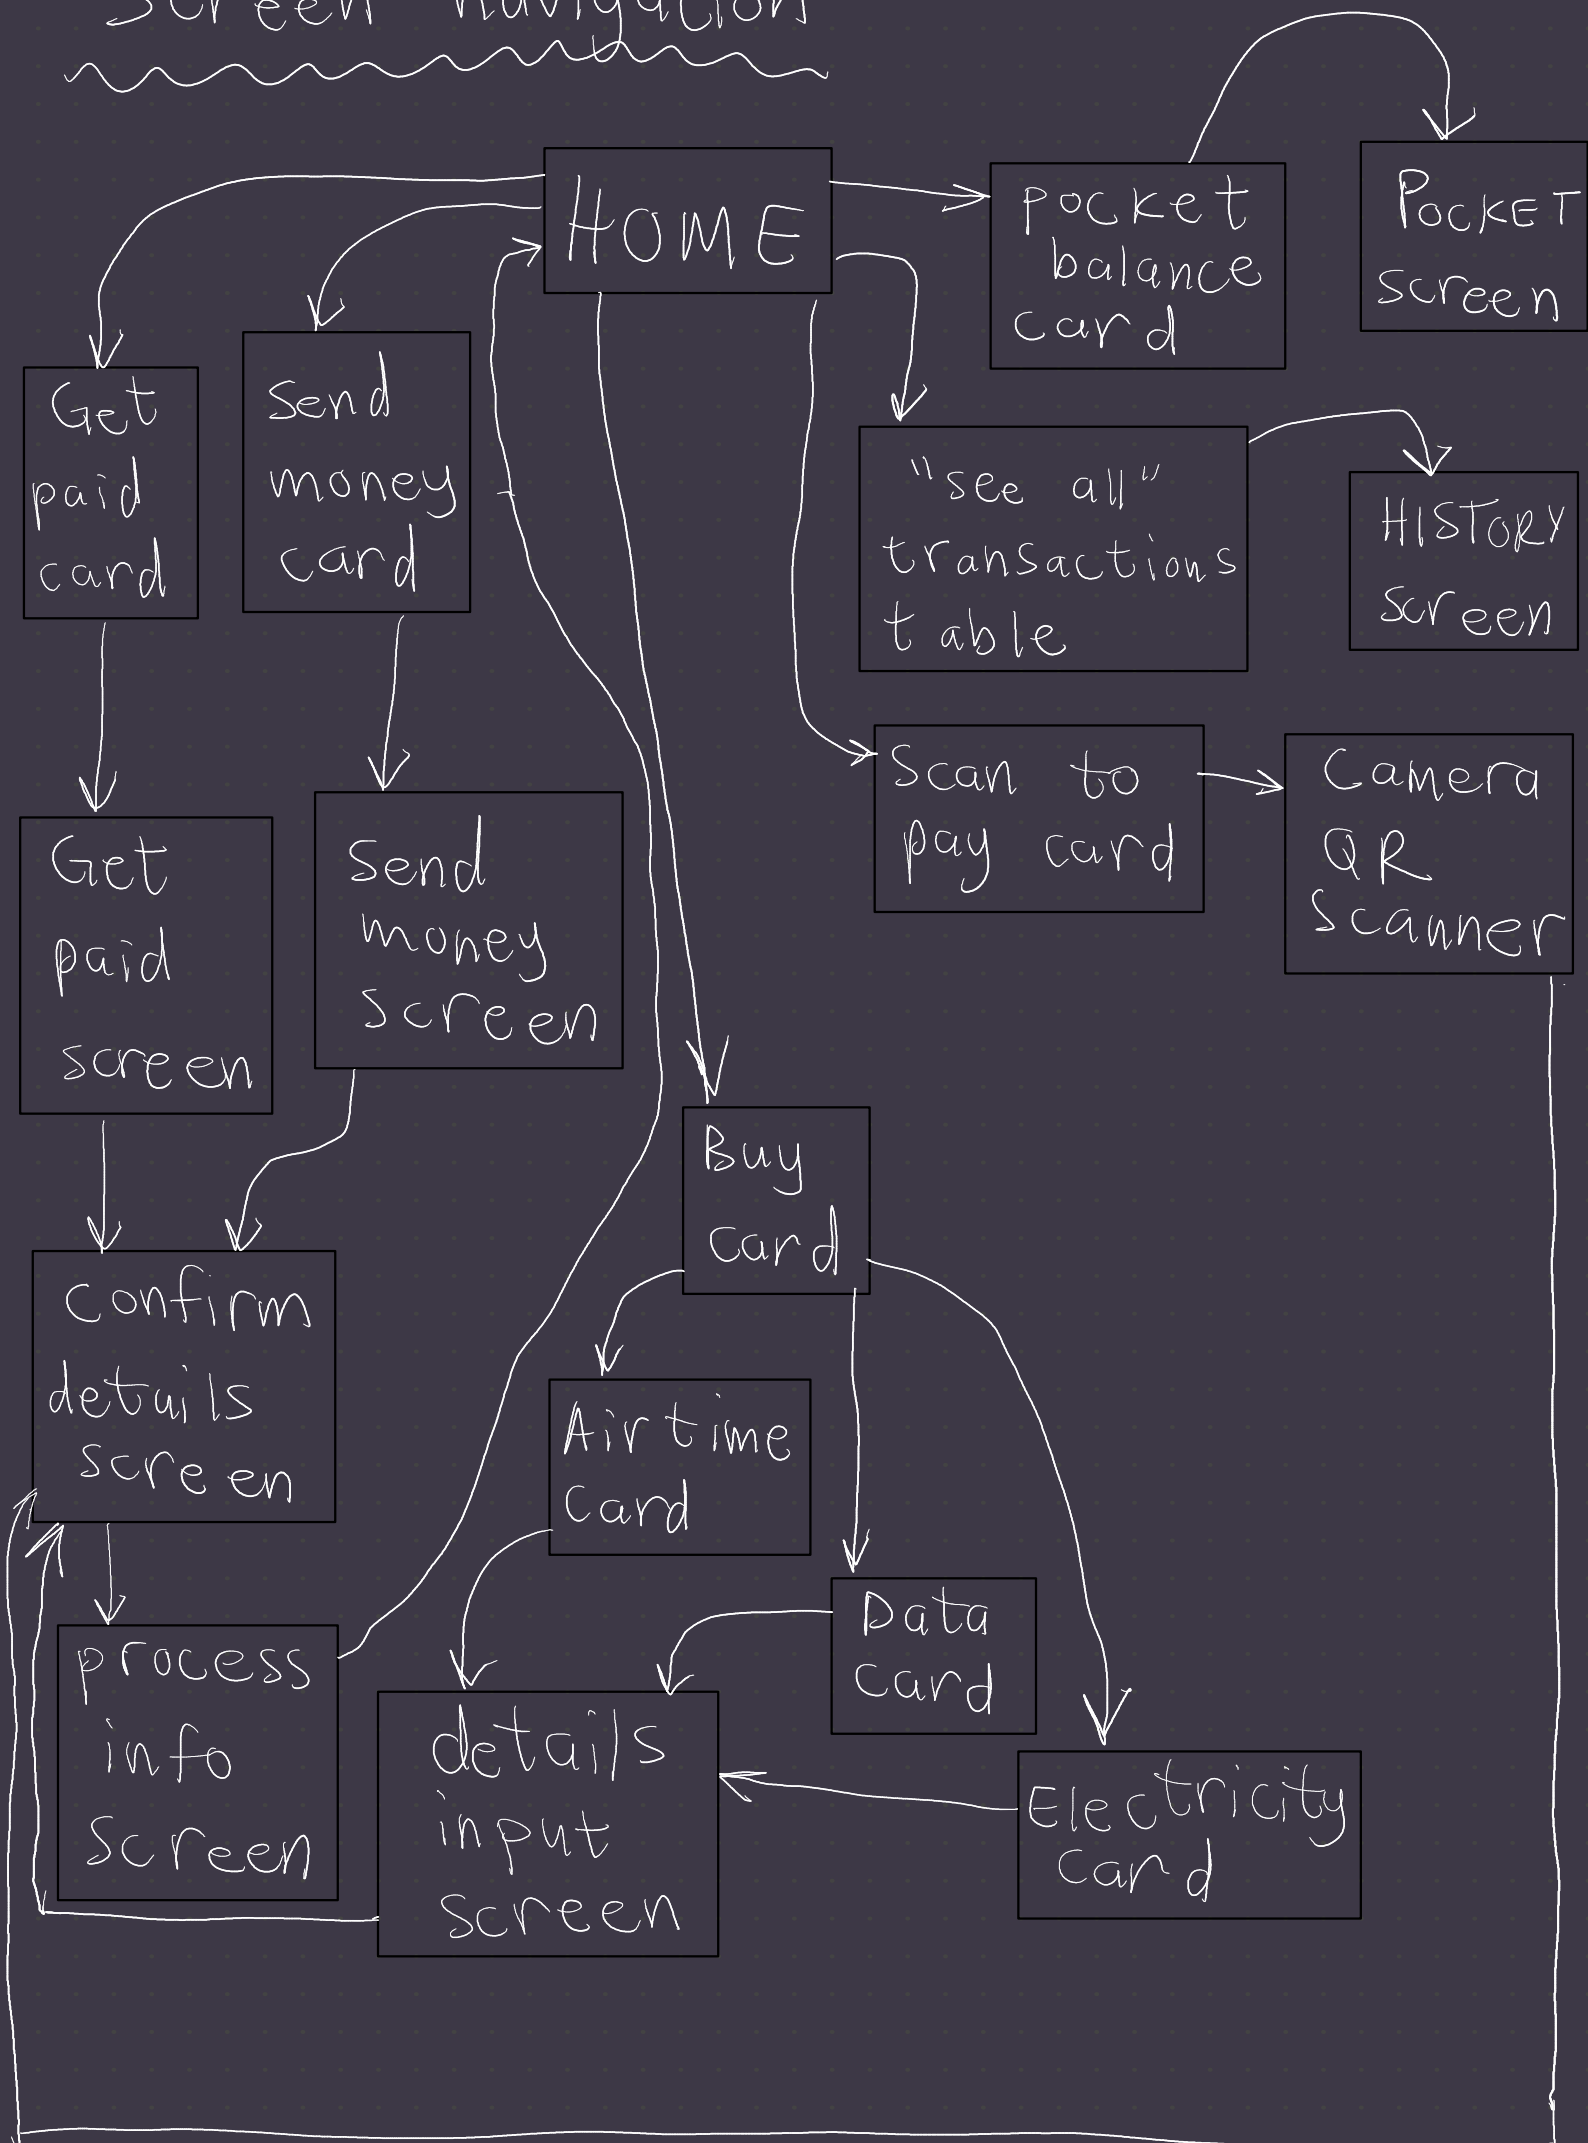 Screen navigation
HOME
pocket
balance
card
POCKET
screen
Get
paid
card
Send
money
card
"see all"
transactions
table
HISTORY
screen
Scan to
pay card
Camera
QR
Scanner
Get
paid
screen
Send
money
screen
Buy
card
Confirm
details
screen
Airtime
Card
Data
card
process
info
screen
details
input
screen
Electricity
card